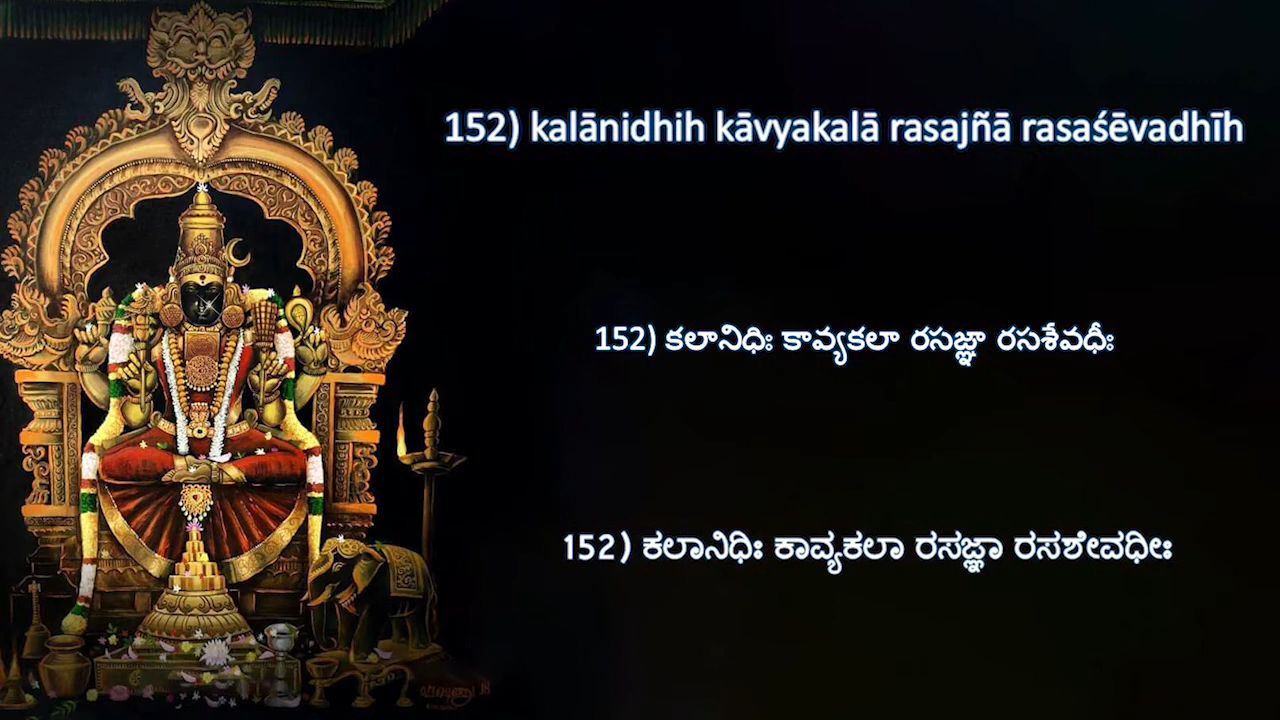 152) kalānidhih kāvyakalā rasajñā rasaśēvadhīh
152) కలానిధిః కావ్యకలా రసజ్ఞా రసశేవధీః
152) ಕಲಾನಿಧಿಃ ಕಾವ್ಯಕಲಾ ರಸಜ್ಞಾ ರಸಶೇವಧೀಃ